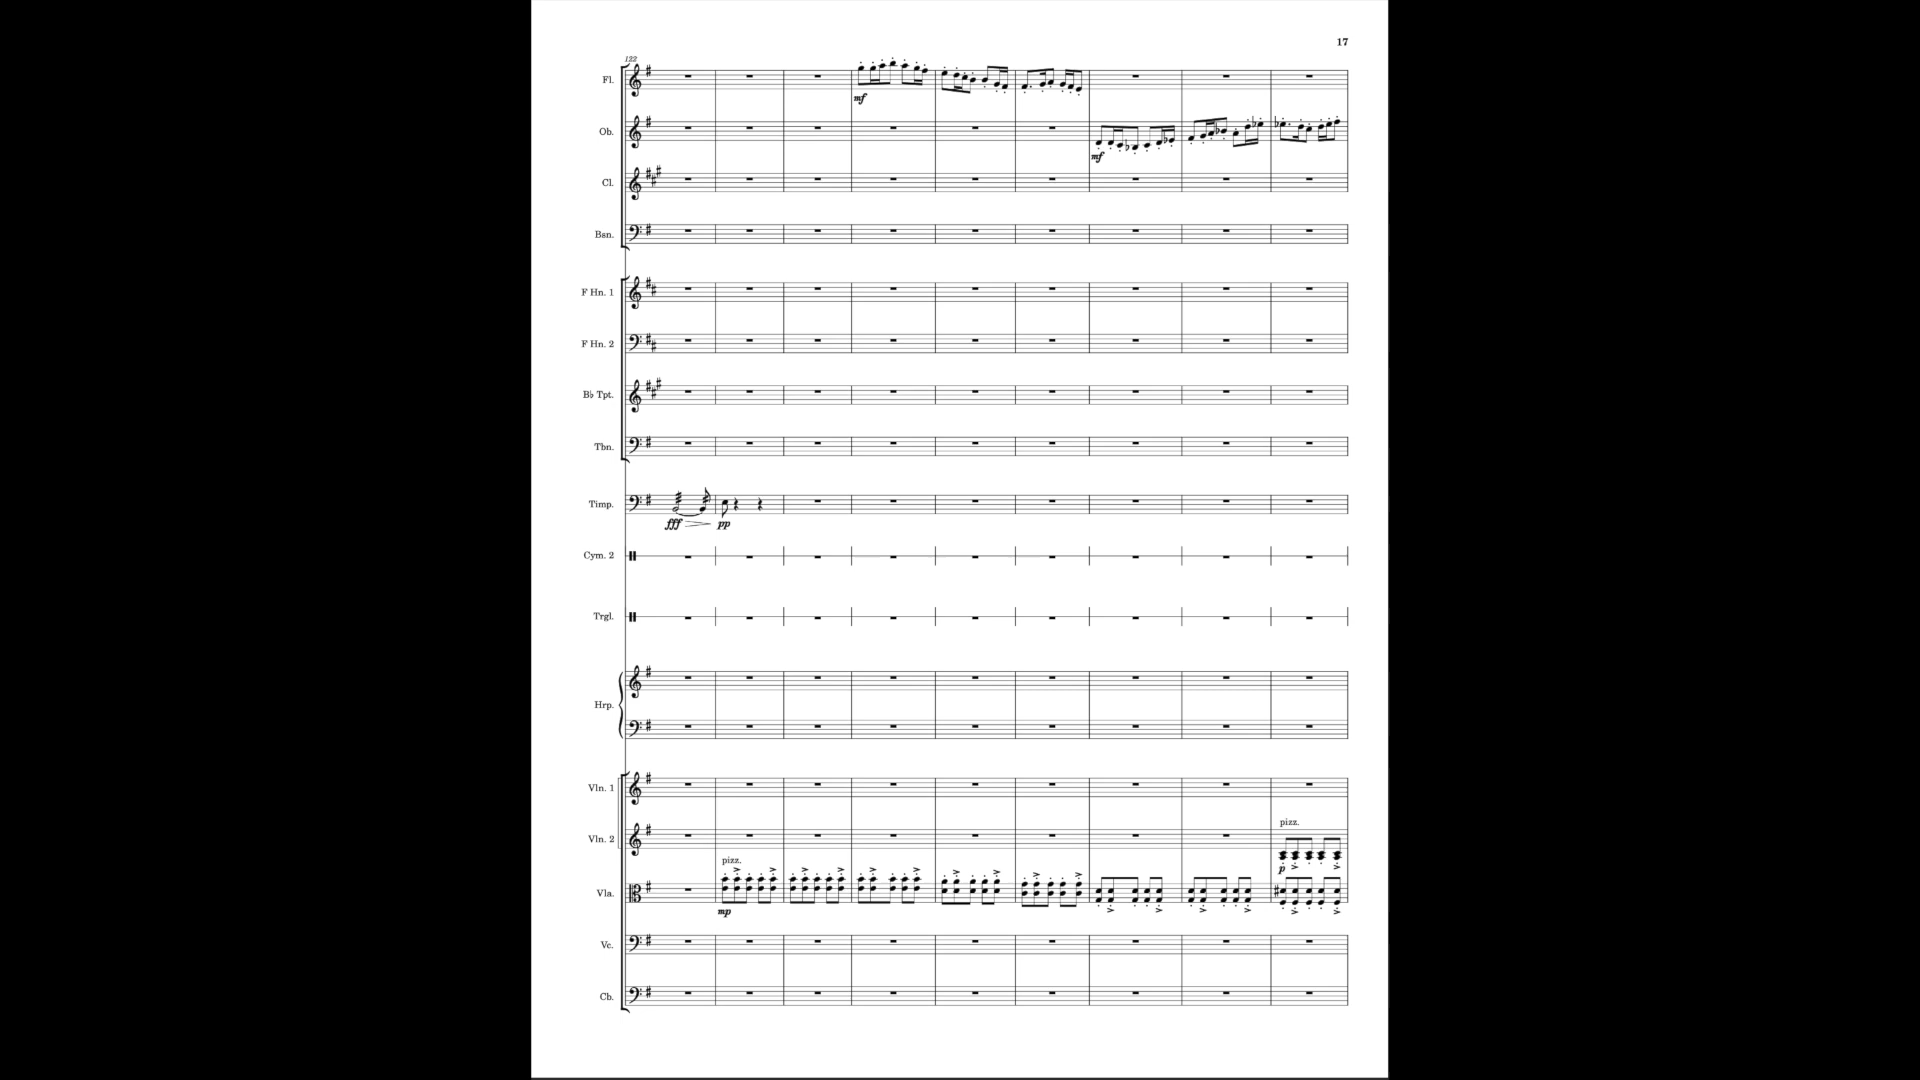 17
122
Fl.
mf
Ob.
mf
Cl.
Bsn.
F Hn. 1
F Hn. 2
B♭ Tpt.
Tbn.
Timp.
fff pp
Cym. 2
Trgl.
Hrp.
Vln. 1
pizz.
Vln. 2
p
pizz.
Vla.
mp
Vc.
Cb.